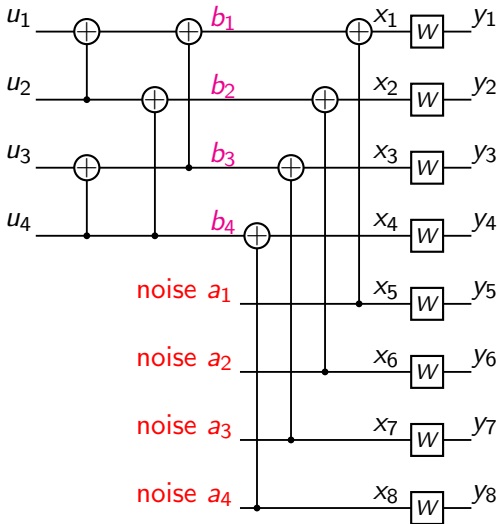 u₁ b₁ x₁ W y₁
u₂ b₂ x₂ W y₂
u₃ b₃ x₃ W y₃
u₄ b₄ x₄ W y₄
noise a₁ x₅ W y₅
noise a₂ x₆ W y₆
noise a₃ x₇ W y₇
noise a₄ x₈ W y₈